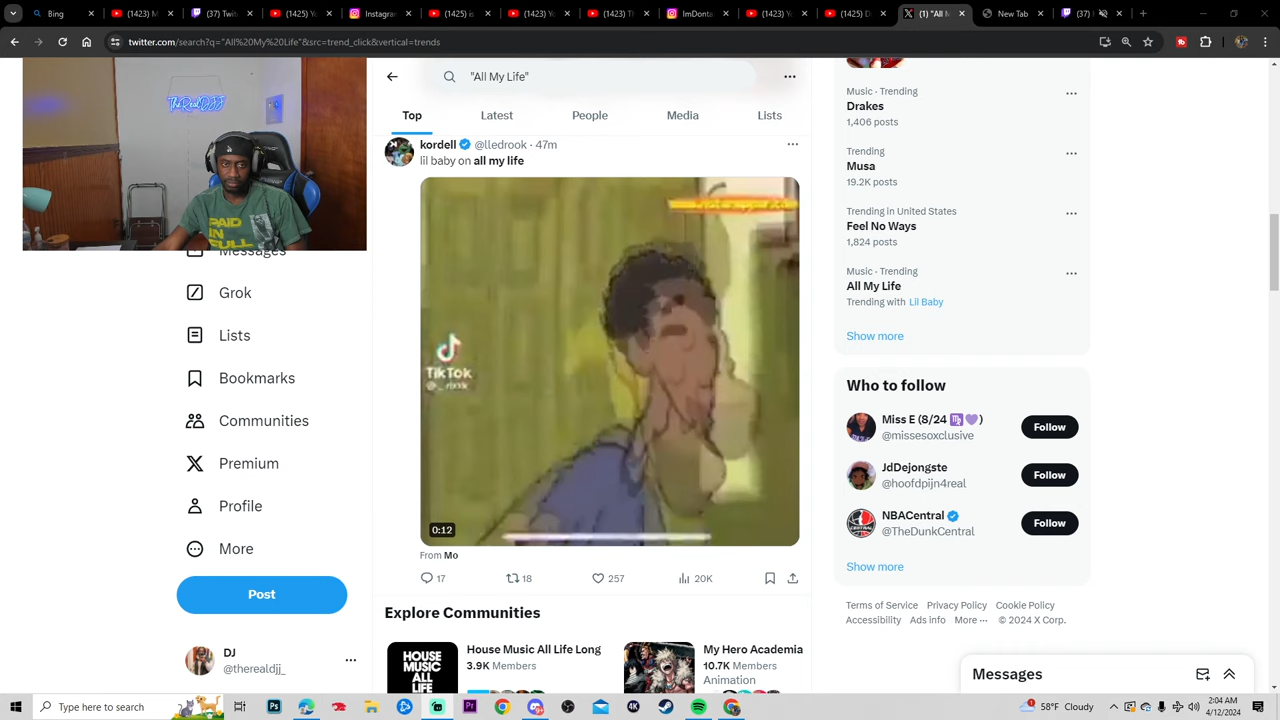 Bing
(1423) M
(37) Twib
(1425) Yo
Instagran
(1425) is
(1423) Yo
(1423) Tl
ImDonta
(1423) Y
(1425) D
(1) "All M
New Tab
(37)
twitter.com/search?q="All%20My%20Life"&src=trend_click&vertical=trends
TheRealDJJ
PAID
IN
FULL
"All My Life"
Top
Latest
People
Media
Lists
kordell @lledrook · 47m
lil baby on all my life
TikTok
0:12
From Mo
17
18
257
20K
Explore Communities
HOUSE
MUSIC
ALL
LIFE
House Music All Life Long
3.9K Members
My Hero Academia
10.7K Members
Animation
Messages
Grok
Lists
Bookmarks
Communities
Premium
Profile
More
Post
DJ
@therealdjj_
Music · Trending
Drakes
1,406 posts
Trending
Musa
19.2K posts
Trending in United States
Feel No Ways
1,824 posts
Music · Trending
All My Life
Trending with Lil Baby
Show more
Who to follow
Miss E (8/24 ♍💜)
@missesoxclusive
Follow
JdDejongste
@hoofdpijn4real
Follow
NBACentral
@TheDunkCentral
Follow
Show more
Terms of Service Privacy Policy Cookie Policy
Accessibility Ads info More ··· © 2024 X Corp.
Messages
Type here to search
58°F Cloudy
2:04 AM
4/12/2024